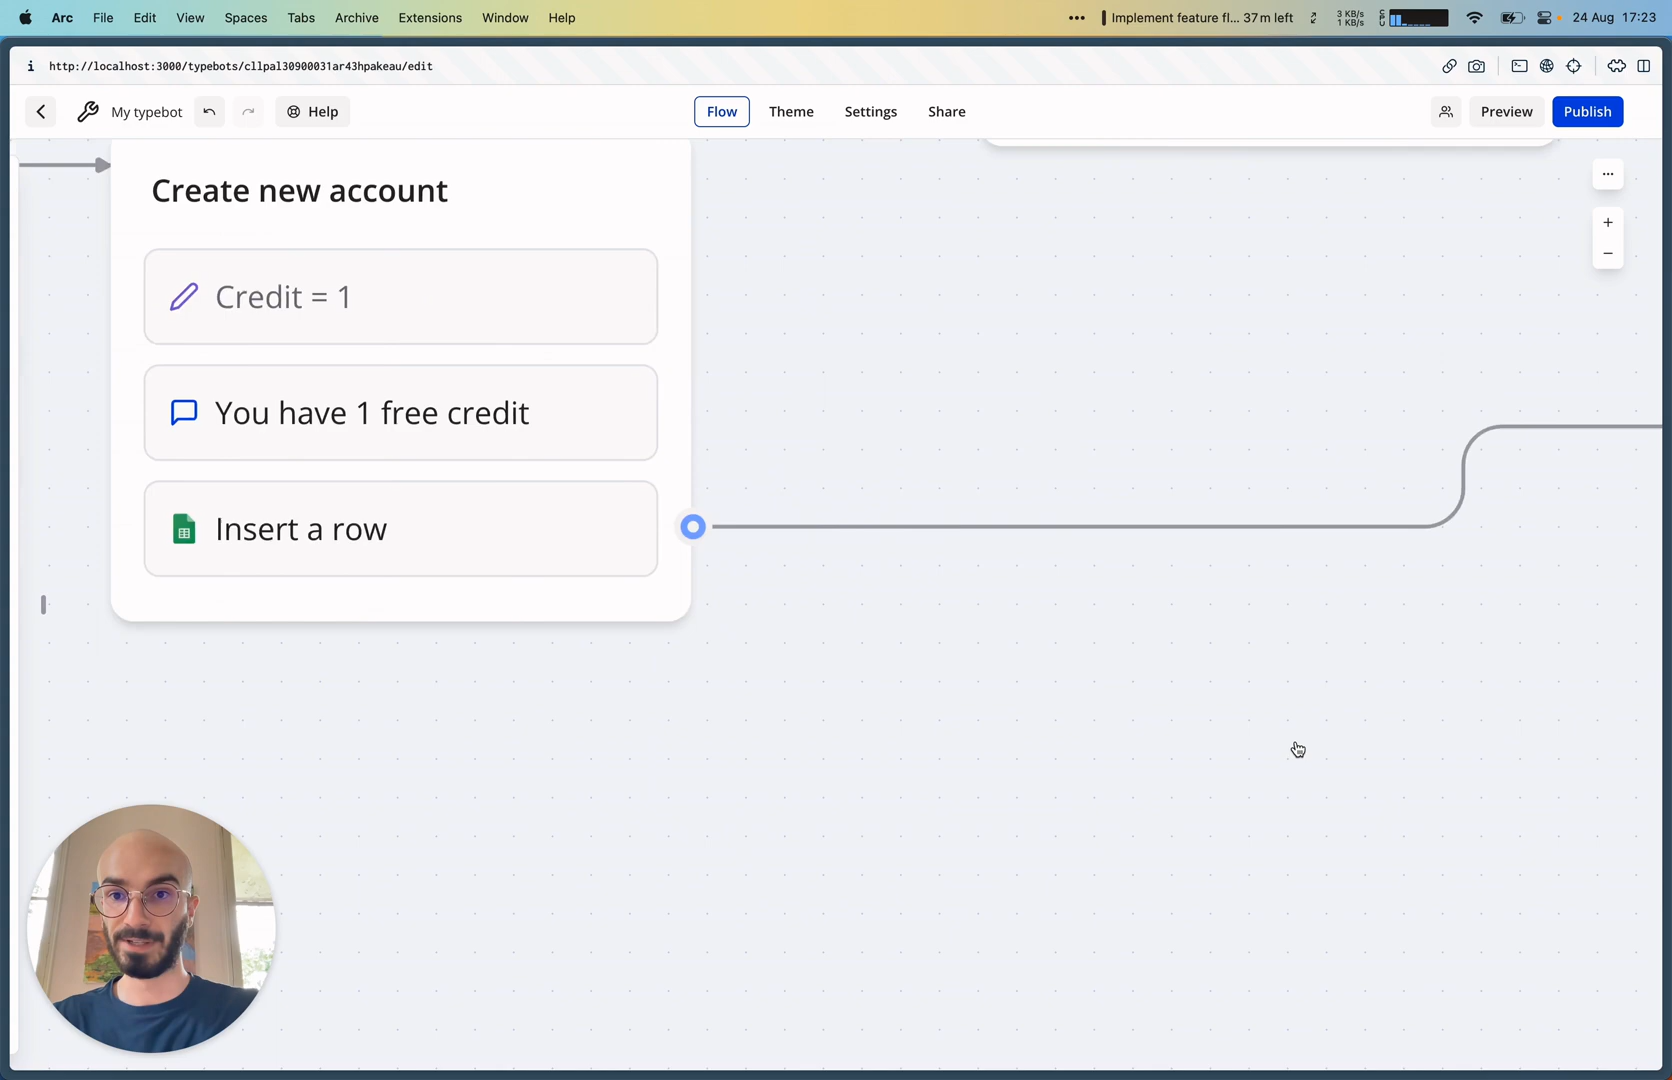 Arc File Edit View Spaces Tabs Archive Extensions Window Help ••• Implement feature fl... 37 m left 3 KB/s 1 KB/s CPU 24 Aug 17:23
http://localhost:3000/typebots/cllpal30900031ar43hpakeau/edit
My typebot Help Flow Theme Settings Share Preview Publish
Create new account
Credit = 1
You have 1 free credit
Insert a row